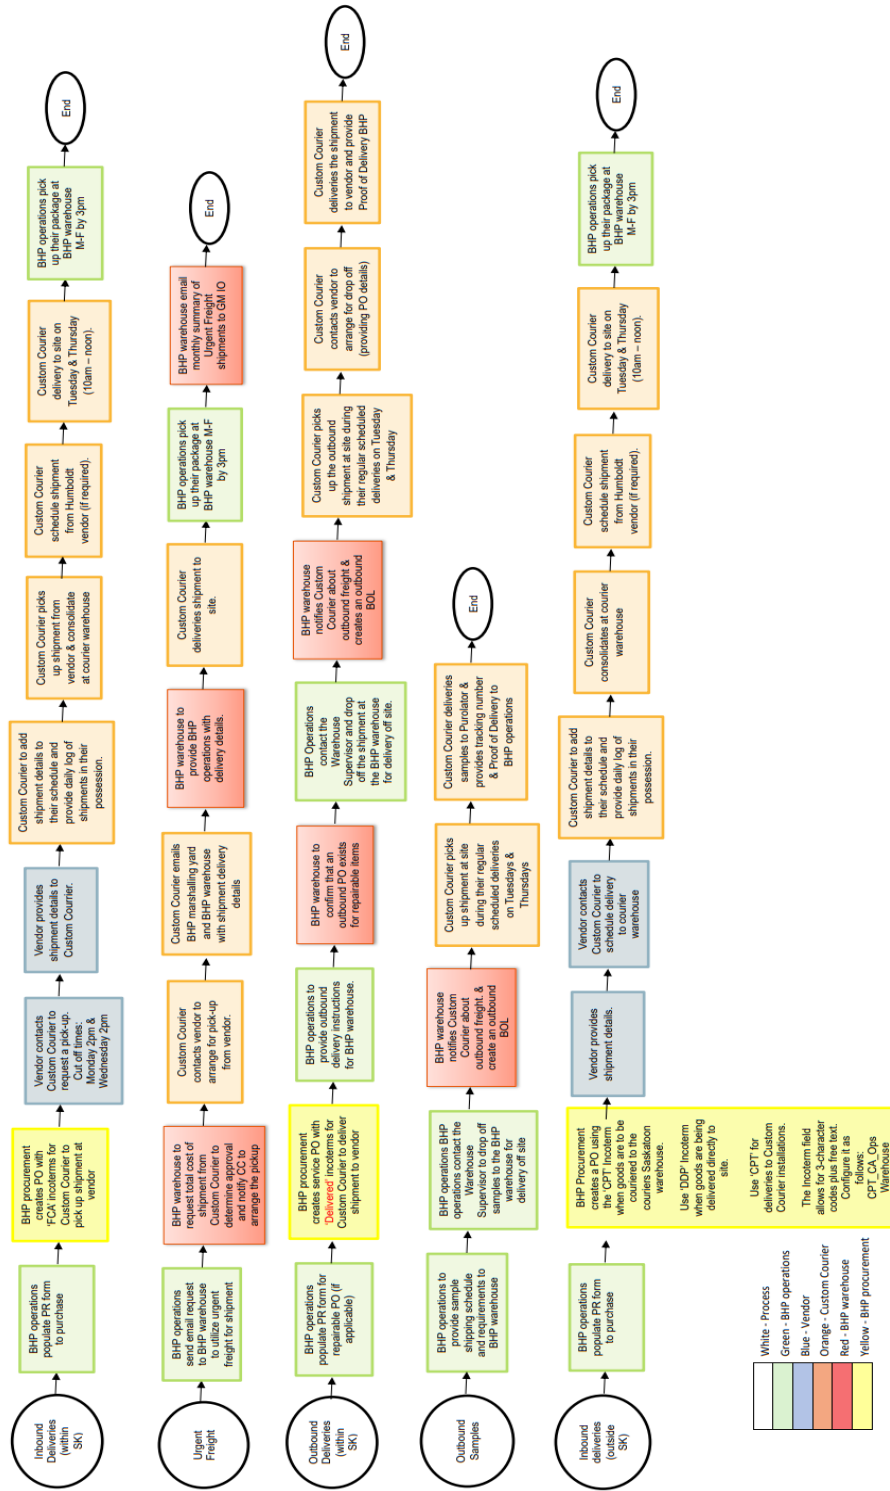 Inbound
Deliveries
(within
SK)
BHP operations
populate PR form
to purchase
BHP procurement
creates PO with
'FCA' incoterms for
Custom Courier to
pick up shipment at
vendor
Vendor contacts
Custom Courier to
request a pick-up.
Cut off times:
Monday 2pm &
Wednesday 2pm
Vendor provides
shipment details to
Custom Courrier.
Custom Courier to add
shipment details to
their schedule and
provide daily log of
shipments in their
possession.
Custom Courier picks
up shipment from
vendor & consolidate
at courier warehouse
Custom Courier
schedule shipment
from Humboldt
vendor (if required).
Custom Courier
delivery to site on
Tuesday & Thursday
(10am – noon).
BHP operations pick
up their package at
BHP warehouse
M-F by 3pm
End
Urgent
Freight
BHP operations
send email request
to BHP warehouse
to utilize urgent
freight for shipment
BHP warehouse to
request total cost of
shipment from
Custom Courier to
determine approval
and notify CC to
arrange the pickup
Custom Courier
contacts vendor to
arrange for pick-up
from vendor.
Custom Courier emails
BHP marshalling yard
and BHP warehouse
with shipment delivery
details
BHP warehouse to
provide BHP
operations with
delivery details.
Custom Courier
deliveries shipment to
site.
BHP operations pick
up their package at
BHP warehouse M-F
by 3pm
BHP warehouse email
monthly summary of
Urgent Freight
shipments to GM IO
End
Outbound
Deliveries
(within
SK)
BHP operations
populate PR form for
repairable PO (if
applicable)
BHP procurement
creates service PO with
'Delivered' incoterms for
Custom Courier to deliver
shipment to vendor
BHP operations to
provide outbound
delivery instructions
for BHP warehouse.
BHP warehouse to
confirm that an
outbound PO exists
for repairable items
BHP Operations
contact the
Warehouse
Supervisor and drop
off the shipment at
the BHP warehouse
for delivery off site.
BHP warehouse
notifies Custom
Courier about
outbound freight &
creates an outbound
BOL
Custom Courier picks
up the outbound
shipment at site during
their regular scheduled
deliveries on Tuesday
& Thursday
Custom Courier
contacts vendor to
arrange for drop off
(providing PO details)
Custom Courier
deliveries the shipment
to vendor and provide
Proof of Delivery BHP
End
Outbound
Samples
BHP operations to
provide sample
shipping schedule
and requirements to
BHP warehouse
BHP operations BHP
operations contact the
Warehouse
Supervisor to drop off
samples to the BHP
warehouse for
delivery off site
BHP warehouse
notifies Custom
Courier about
outbound freight. &
create an outbound
BOL
Custom Courier picks
up shipment at site
during their regular
scheduled deliveries
on Tuesdays &
Thursdays
Custom Courier deliveries
samples to Purolator &
provides tracking number
& Proof of Delivery to
BHP operations
End
Inbound
deliveries
(outside
SK)
BHP operations
populate PR form
to purchase
BHP Procurement
creates a PO using
the 'CPT' Incoterm
when goods are to be
couriered to the
couriers Saskatoon
warehouse.
Use 'DDP' Incoterm
when goods are being
delivered directly to
site.
Use 'CPT' for
deliveries to Custom
Courier installations.
The Incoterm field
allows for 3-character
codes plus free text.
Configure it as
follows:
CPT_CA_Ops
Warehouse
Vendor provides
shipment details.
Vendor contacts
Custom Courier to
schedule delivery
to courier
warehouse
Custom Courier to add
shipment details to
their schedule and
provide daily log of
shipments in their
possession.
Custom Courier
consolidates at courier
warehouse
Custom Courier
schedule shipment
from Humboldt
vendor (if required).
Custom Courier
delivery to site on
Tuesday & Thursday
(10am – noon).
BHP operations pick
up their package at
BHP warehouse
M-F by 3pm
End
White - Process
Green - BHP operations
Blue - Vendor
Orange - Custom Courier
Red - BHP warehouse
Yellow - BHP procurement